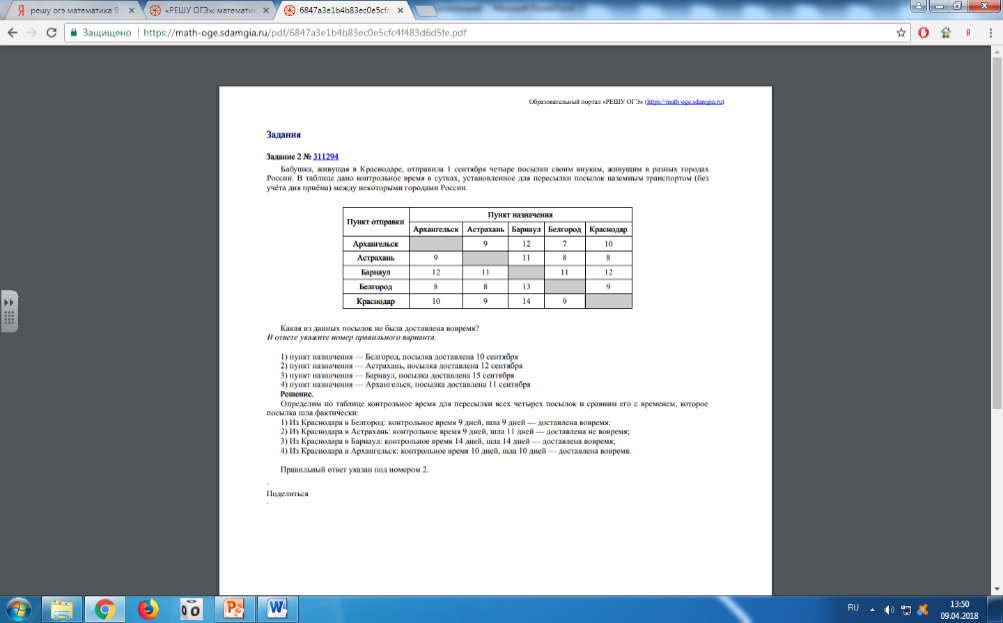 решу огэ математика 9
«РЕШУ ОГЭ»: математи
6847a3e1b4b83ec0e5cfc
Защищено
https://math-oge.sdamgia.ru/pdf/6847a3e1b4b83ec0e5cfc4f483d6d5fe.pdf
Образовательный портал «РЕШУ ОГЭ» (https://math-oge.sdamgia.ru)
Задания
Задание 2 № 311294
Бабушка, живущая в Краснодаре, отправила 1 сентября четыре посылки своим внукам, живущим в разных городах
России. В таблице дано контрольное время в сутках, установленное для пересылки посылок наземным транспортом (без
учёта дня приёма) между некоторыми городами России.
Пункт отправки Пункт назначения
Архангельск Астрахань Барнаул Белгород Краснодар
Архангельск 9 12 7 10
Астрахань 9 11 8 8
Барнаул 12 11 11 12
Белгород 8 8 13 9
Краснодар 10 9 14 9
Какая из данных посылок не была доставлена вовремя?
В ответе укажите номер правильного варианта.
1) пункт назначения — Белгород, посылка доставлена 10 сентября
2) пункт назначения — Астрахань, посылка доставлена 12 сентября
3) пункт назначения — Барнаул, посылка доставлена 15 сентября
4) пункт назначения — Архангельск, посылка доставлена 11 сентября
Решение.
Определим по таблице контрольное время для пересылки всех четырех посылок и сравним его с временем, которое
посылка шла фактически:
1) Из Краснодара в Белгород: контрольное время 9 дней, шла 9 дней — доставлена вовремя;
2) Из Краснодара в Астрахань: контрольное время 9 дней, шла 11 дней — доставлена не вовремя;
3) Из Краснодара в Барнаул: контрольное время 14 дней, шла 14 дней — доставлена вовремя;
4) Из Краснодара в Архангельск: контрольное время 10 дней, шла 10 дней — доставлена вовремя.
Правильный ответ указан под номером 2.
Поделиться
RU
13:50
09.04.2018